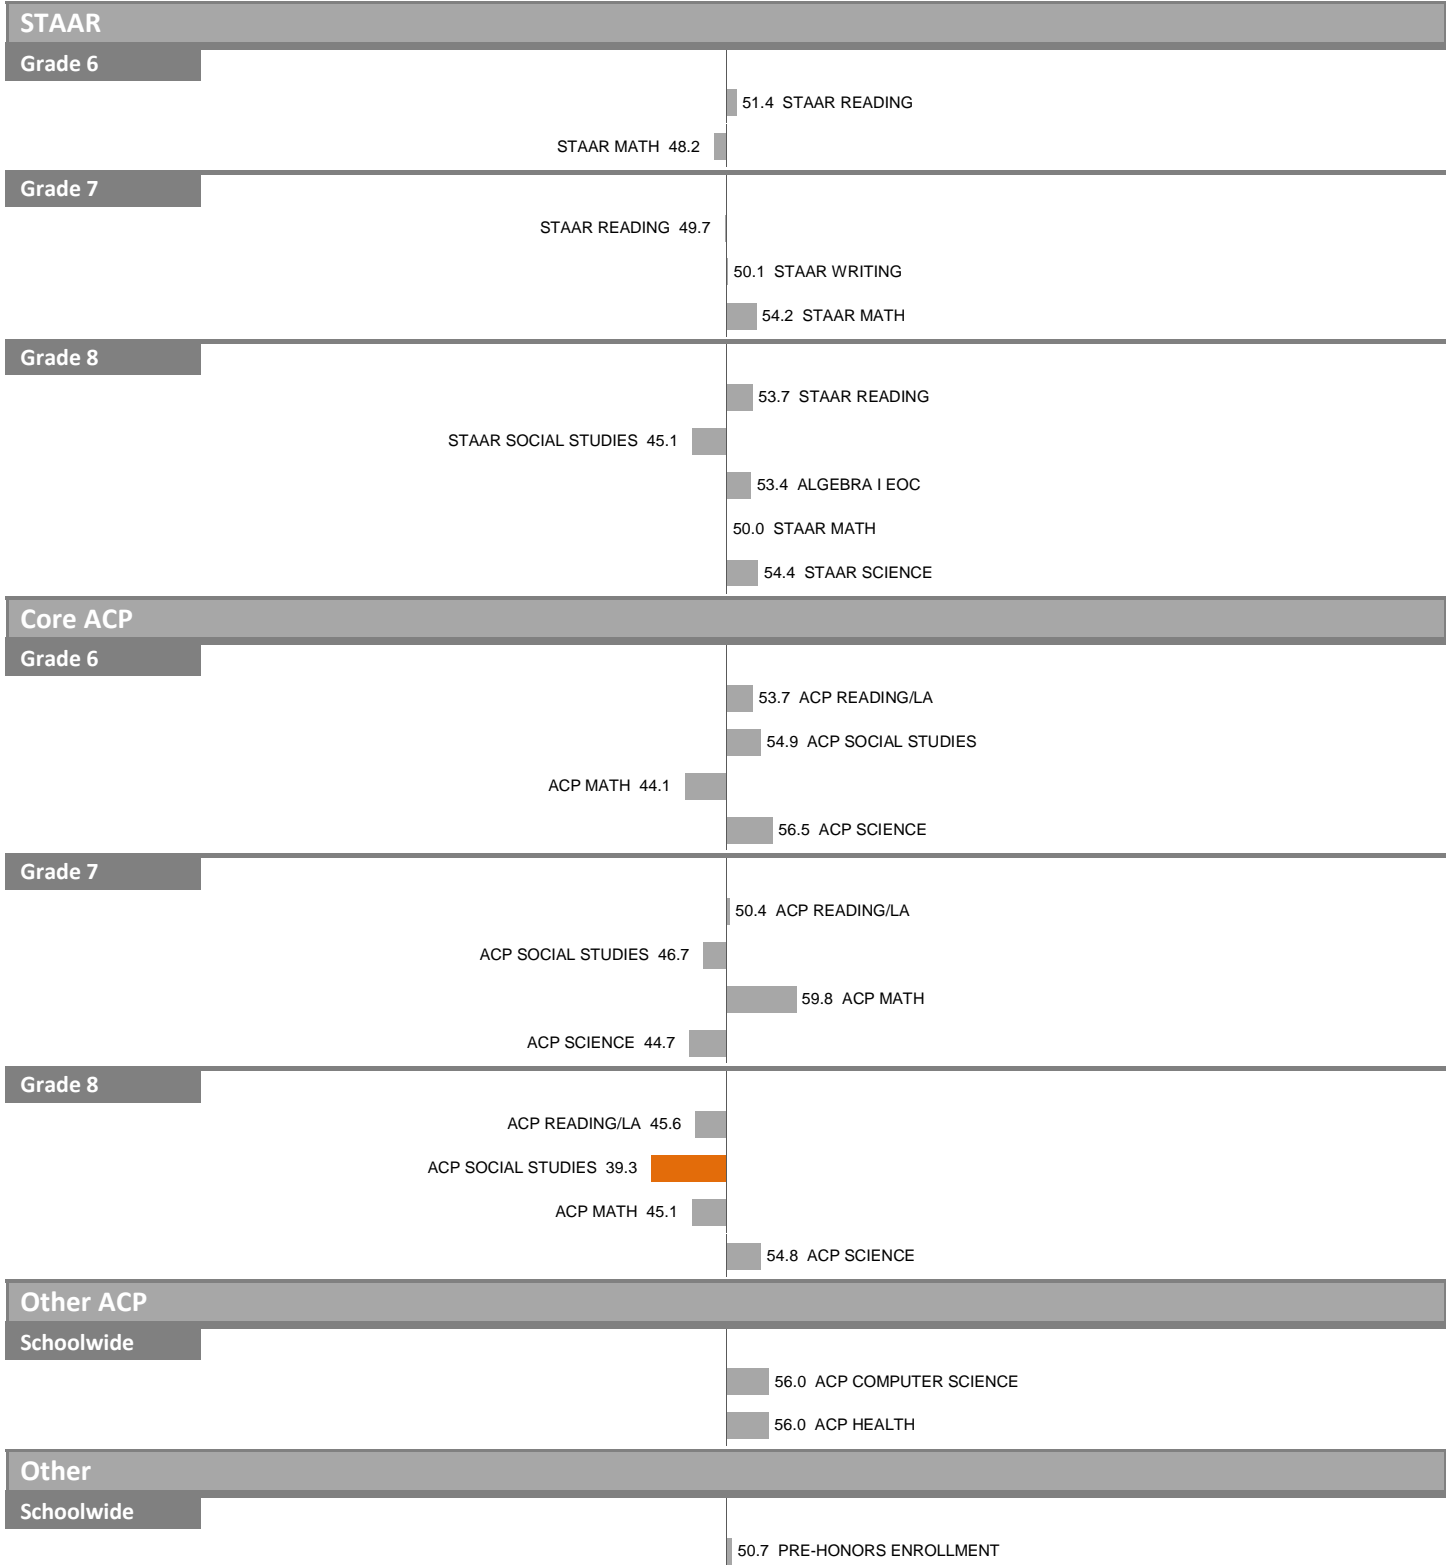 STAAR
Grade 6
51.4 STAAR READING
STAAR MATH 48.2
Grade 7
STAAR READING 49.7
50.1 STAAR WRITING
54.2 STAAR MATH
Grade 8
53.7 STAAR READING
STAAR SOCIAL STUDIES 45.1
53.4 ALGEBRA I EOC
50.0 STAAR MATH
54.4 STAAR SCIENCE
Core ACP
Grade 6
53.7 ACP READING/LA
54.9 ACP SOCIAL STUDIES
ACP MATH 44.1
56.5 ACP SCIENCE
Grade 7
50.4 ACP READING/LA
ACP SOCIAL STUDIES 46.7
59.8 ACP MATH
ACP SCIENCE 44.7
Grade 8
ACP READING/LA 45.6
ACP SOCIAL STUDIES 39.3
ACP MATH 45.1
54.8 ACP SCIENCE
Other ACP
Schoolwide
56.0 ACP COMPUTER SCIENCE
56.0 ACP HEALTH
Other
Schoolwide
50.7 PRE-HONORS ENROLLMENT